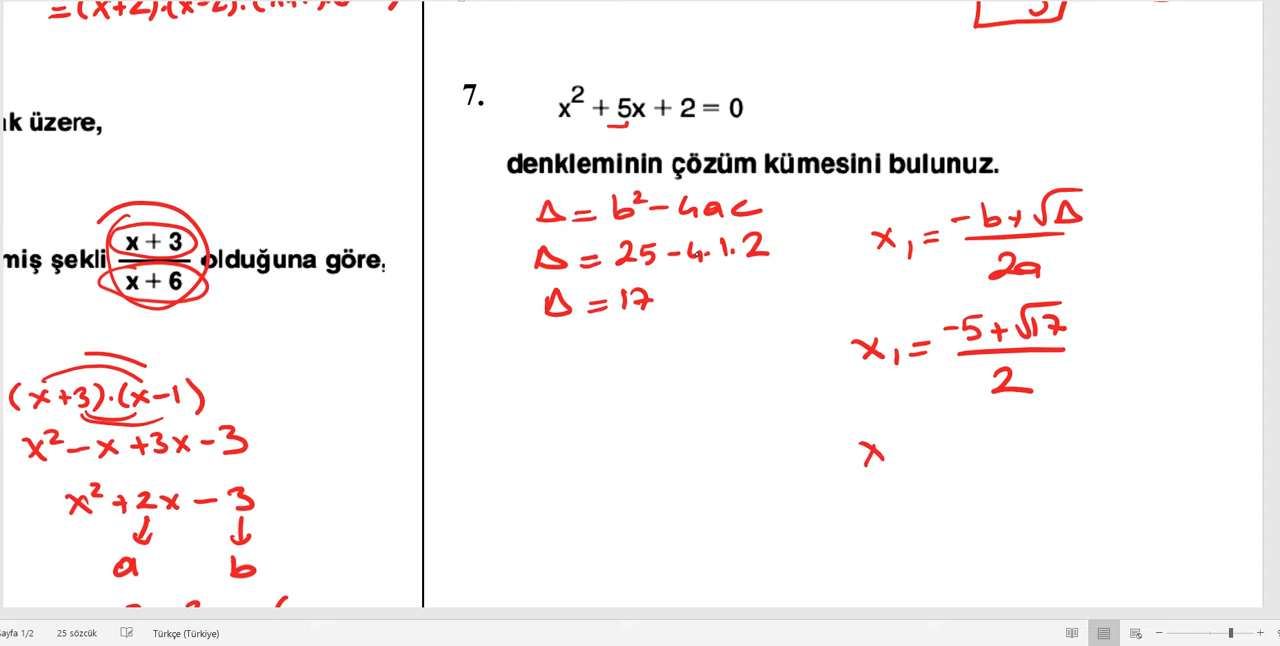 =(x+2).(x-2).
3
ık üzere,
miş şekli x + 3 / x + 6 olduğuna göre,
(x+3).(x-1)
x² - x + 3x - 3
x² + 2x - 3
a b
7. x² + 5x + 2 = 0
denkleminin çözüm kümesini bulunuz.
Δ = b² - 4ac
Δ = 25 - 4.1.2
Δ = 17
x₁ = -b + √Δ / 2a
x₁ = -5 + √17 / 2
x
Sayfa 1/2 25 sözcük Türkçe (Türkiye)